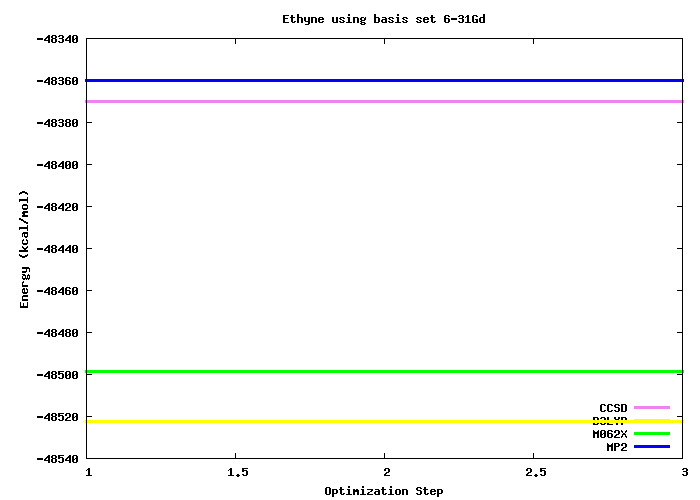 Ethyne using basis set 6-31Gd
-48340
-48360
-48380
-48400
-48420
-48440
-48460
-48480
-48500
-48520
-48540
Energy (kcal/mol)
CCSD
B3LYP
M062X
MP2
1
1.5
2
2.5
3
Optimization Step